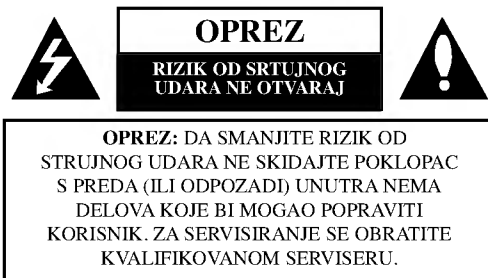 OPREZ
RIZIK OD SRTUJNOG
UDARA NE OTVARAJ
OPREZ: DA SMANJITE RIZIK OD
STRUJNOG UDARA NE SKIDAJTE POKLOPAC
S PREDA (ILI ODPOZADI) UNUTRA NEMA
DELOVA KOJE BI MOGAO POPRAVITI
KORISNIK. ZA SERVISIRANJE SE OBRATITE
KVALIFIKOVANOM SERVISERU.